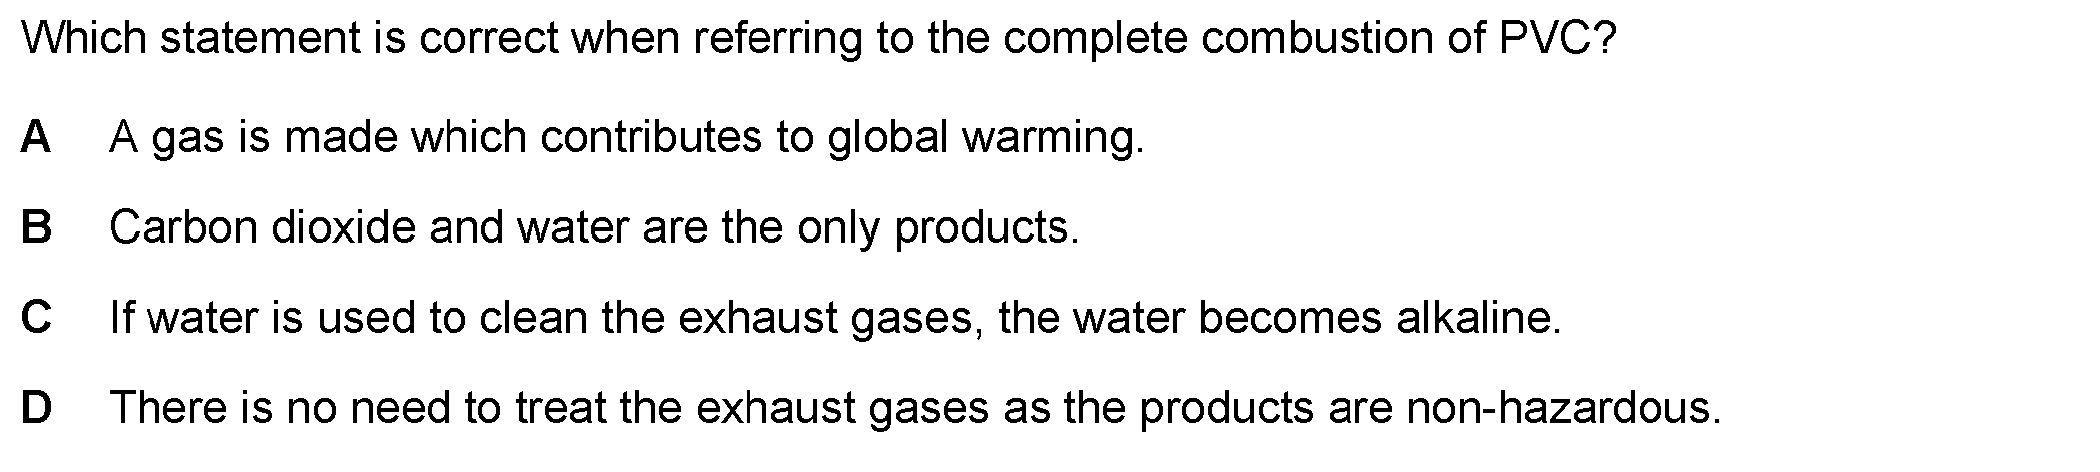 Which statement is correct when referring to the complete combustion of PVC?
A A gas is made which contributes to global warming.
B Carbon dioxide and water are the only products.
C If water is used to clean the exhaust gases, the water becomes alkaline.
D There is no need to treat the exhaust gases as the products are non-hazardous.